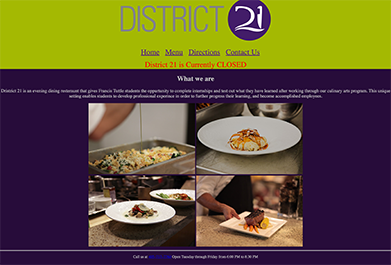 DISTRICT 21
Home Menu Directions Contact Us
District 21 is Currently CLOSED
What we are
District 21 is an evening dining restaurant that gives Francis Tuttle students the opportunity to complete internships and test out what they have learned after working through our culinary arts program. This unique
setting enables students to develop professional experience in order to further progress their learning, and become accomplished employees.
Call us at Open Tuesday through Friday from 6:00 PM to 8:30 PM